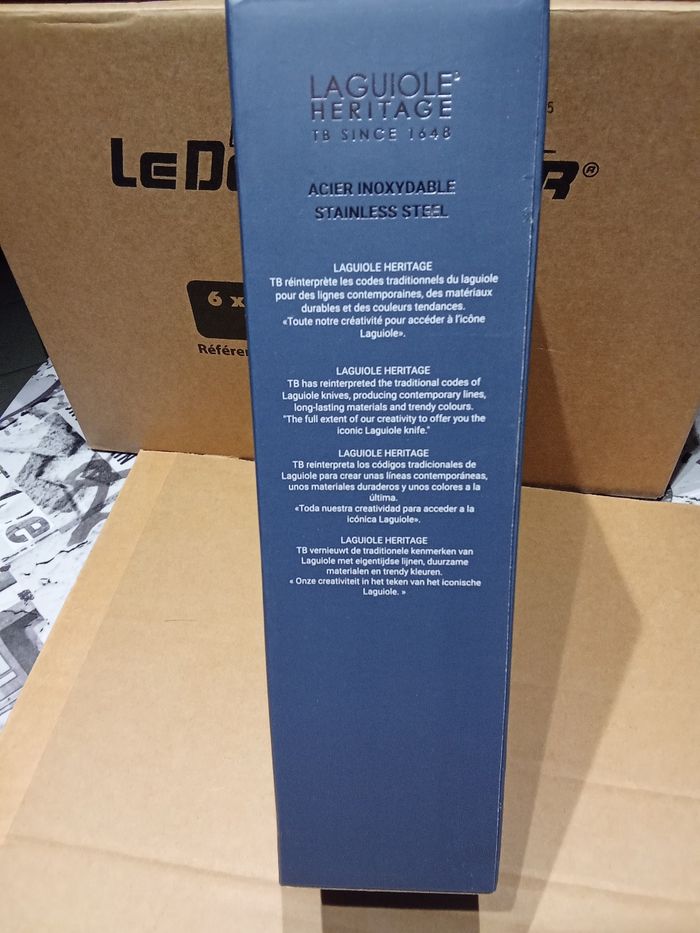 LAGUIOLE
HERITAGE
TB SINCE 1648
5
LeD
R®
ACIER INOXYDABLE
STAINLESS STEEL
6 x
Référen
LAGUIOLE HERITAGE
TB réinterprète les codes traditionnels du laguiole
pour des lignes contemporaines, des matériaux
durables et des couleurs tendances.
«Toute notre créativité pour accéder à l'icône
Laguiole».
LAGUIOLE HERITAGE
TB has reinterpreted the traditional codes of
Laguiole knives, producing contemporary lines,
long-lasting materials and trendy colours.
"The full extent of our creativity to offer you the
iconic Laguiole knife."
LAGUIOLE HERITAGE
TB reinterpreta los códigos tradicionales de
Laguiole para crear unas líneas contemporáneas,
unos materiales duraderos y unos colores a la
última.
«Toda nuestra creatividad para acceder a la
icónica Laguiole».
LAGUIOLE HERITAGE
TB vernieuwt de traditionele kenmerken van
Laguiole met eigentijdse lijnen, duurzame
materialen en trendy kleuren.
« Onze creativiteit in het teken van het iconische
Laguiole. »